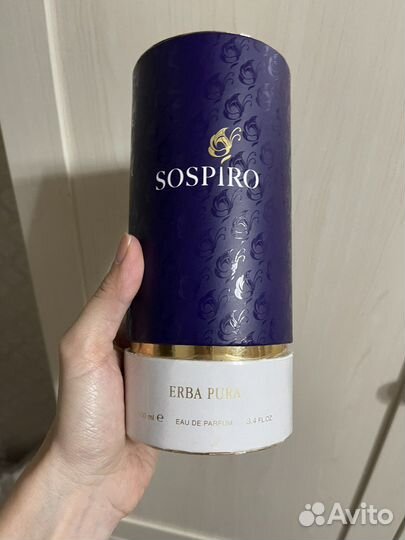 SOSPIRO
ERBA PURA
ml e EAU DE PARFUM 3.4 FL.OZ.
Avito